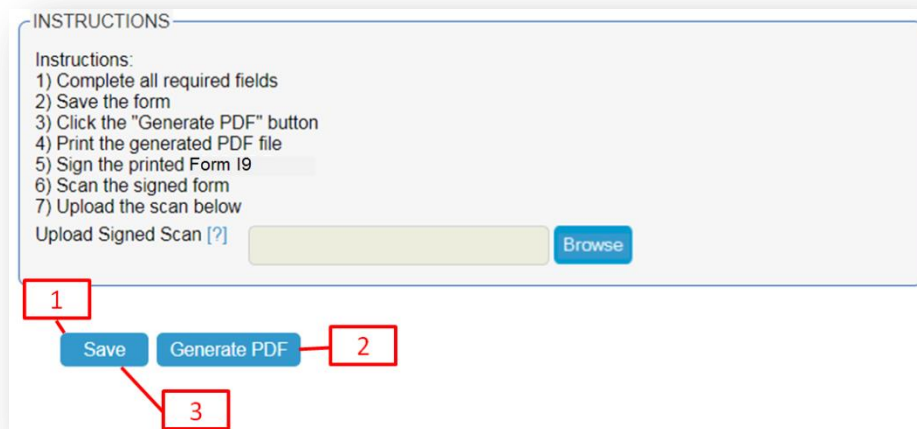 INSTRUCTIONS
Instructions:
1) Complete all required fields
2) Save the form
3) Click the "Generate PDF" button
4) Print the generated PDF file
5) Sign the printed Form I9
6) Scan the signed form
7) Upload the scan below
Upload Signed Scan [?] Browse
1
Save Generate PDF 2
3